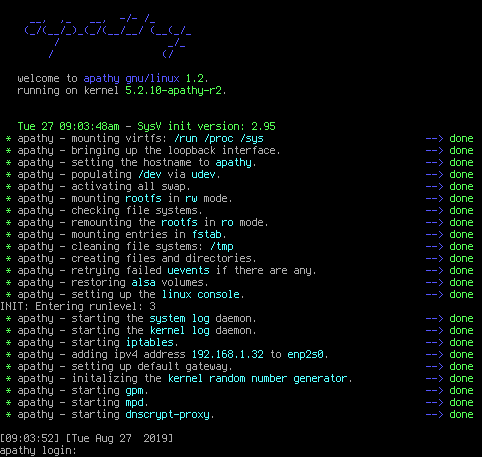 welcome to apathy gnu/linux 1.2.
running on kernel 5.2.10-apathy-r2.
Tue 27 09:03:48am - SysV init version: 2.95
* apathy - mounting virtfs: /run /proc /sys --> done
* apathy - bringing up the loopback interface. --> done
* apathy - setting the hostname to apathy. --> done
* apathy - populating /dev via udev. --> done
* apathy - activating all swap. --> done
* apathy - mounting rootfs in rw mode. --> done
* apathy - checking file systems. --> done
* apathy - remounting the rootfs in ro mode. --> done
* apathy - mounting entries in fstab. --> done
* apathy - cleaning file systems: /tmp --> done
* apathy - creating files and directories. --> done
* apathy - retrying failed uevents if there are any. --> done
* apathy - restoring alsa volumes. --> done
* apathy - setting up the linux console. --> done
INIT: Entering runlevel: 3
* apathy - starting the system log daemon. --> done
* apathy - starting the kernel log daemon. --> done
* apathy - starting iptables. --> done
* apathy - adding ipv4 address 192.168.1.32 to enp2s0. --> done
* apathy - setting up default gateway. --> done
* apathy - initalizing the kernel random number generator. --> done
* apathy - starting gpm. --> done
* apathy - starting mpd. --> done
* apathy - starting dnscrypt-proxy. --> done
[09:03:52] [Tue Aug 27  2019]
apathy login: